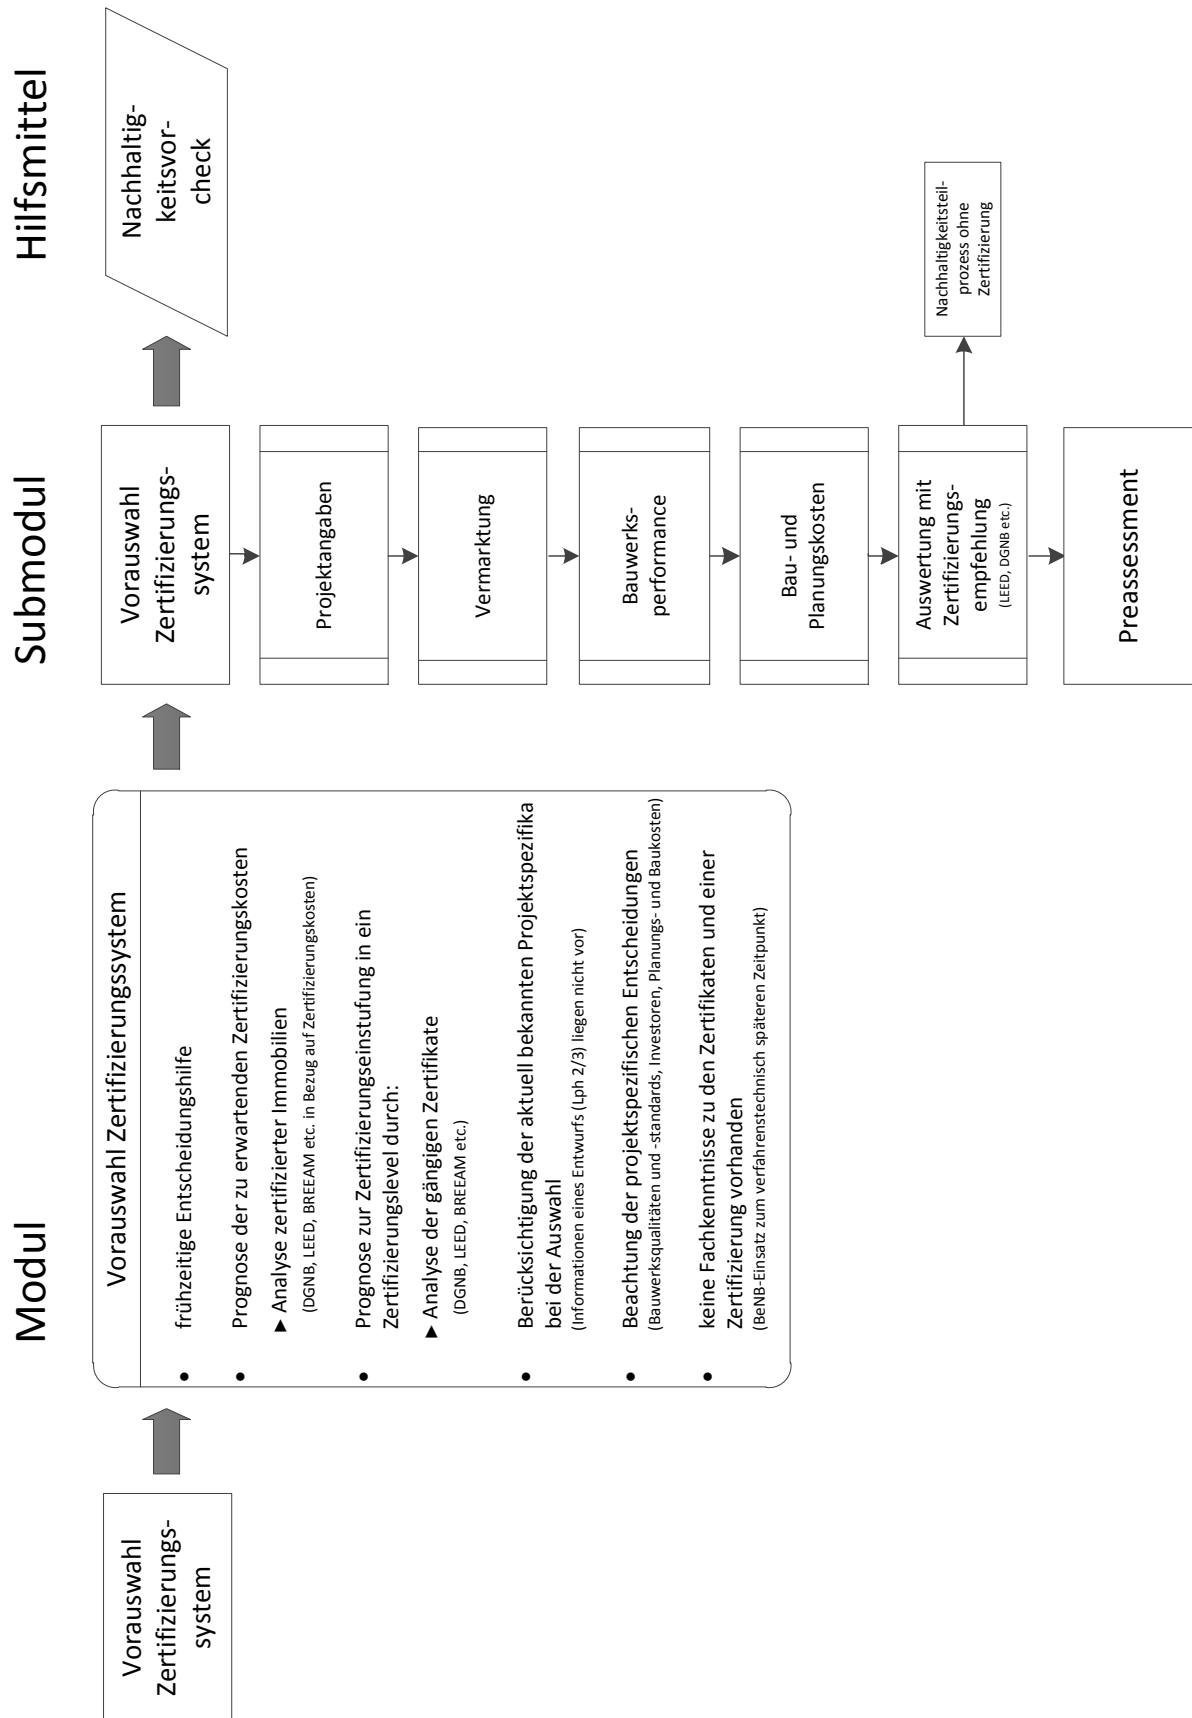 Modul
Submodul
Hilfsmittel
Vorauswahl
Zertifizierungs-
system
Vorauswahl Zertifizierungssystem
• frühzeitige Entscheidungshilfe
• Prognose der zu erwartenden Zertifizierungskosten
► Analyse zertifizierter Immobilien
(DGNB, LEED, BREEAM etc. in Bezug auf Zertifizierungskosten)
• Prognose zur Zertifizierungseinstufung in ein
Zertifizierungslevel durch:
► Analyse der gängigen Zertifikate
(DGNB, LEED, BREEAM etc.)
• Berücksichtigung der aktuell bekannten Projektspezifika
bei der Auswahl
(Informationen eines Entwurfs (Lph 2/3) liegen nicht vor)
• Beachtung der projektspezifischen Entscheidungen
(Bauwerksqualitäten und -standards, Investoren, Planungs- und Baukosten)
• keine Fachkenntnisse zu den Zertifikaten und einer
Zertifizierung vorhanden
(BeNB-Einsatz zum verfahrenstechnisch späteren Zeitpunkt)
Vorauswahl
Zertifizierungs-
system
Projektangaben
Vermarktung
Bauwerks-
performance
Bau- und
Planungskosten
Auswertung mit
Zertifizierungs-
empfehlung
(LEED, DGNB etc.)
Preassessment
Nachhaltig-
keitsvor-
check
Nachhaltigkeitsteil-
prozess ohne
Zertifizierung